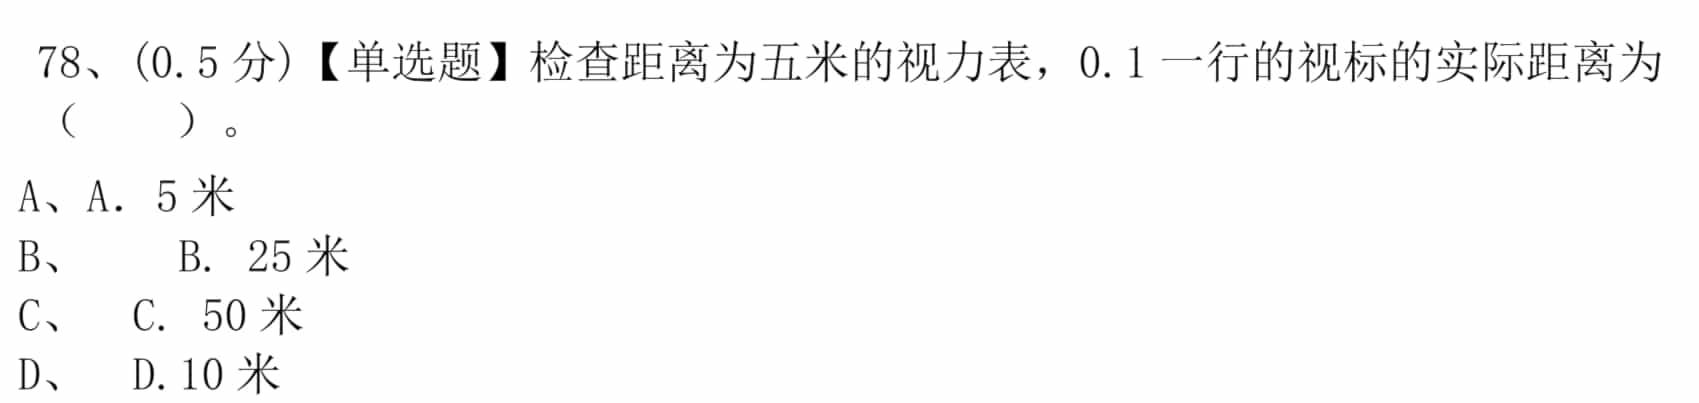 78、(0.5 分)【单选题】检查距离为五米的视力表，0.1 一行的视标的实际距离为
（　　）。
A、A. 5 米
B、　　B. 25 米
C、　C. 50 米
D、　D.10 米